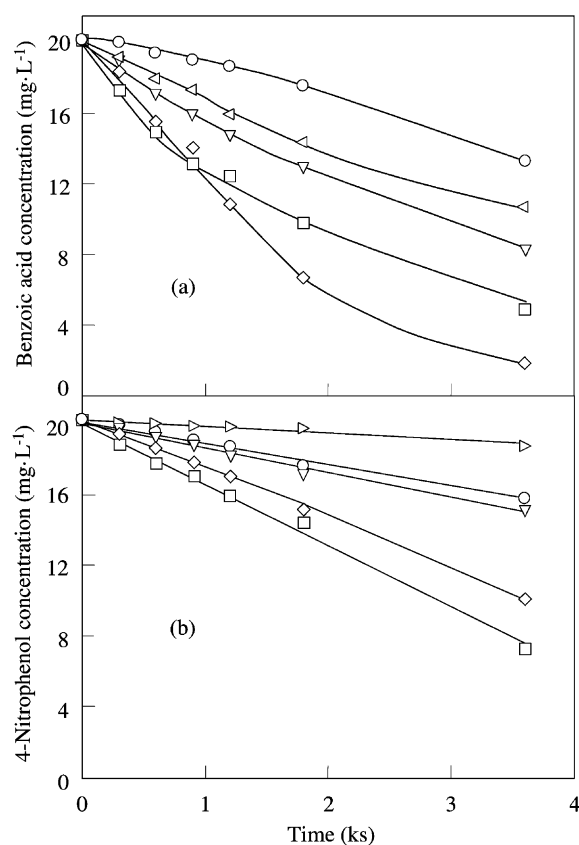 20
16
12
8
4
0
Benzoic acid concentration (mg·L⁻¹)
(a)
20
16
12
8
4
0
4-Nitrophenol concentration (mg·L⁻¹)
(b)
0 1 2 3 4
Time (ks)